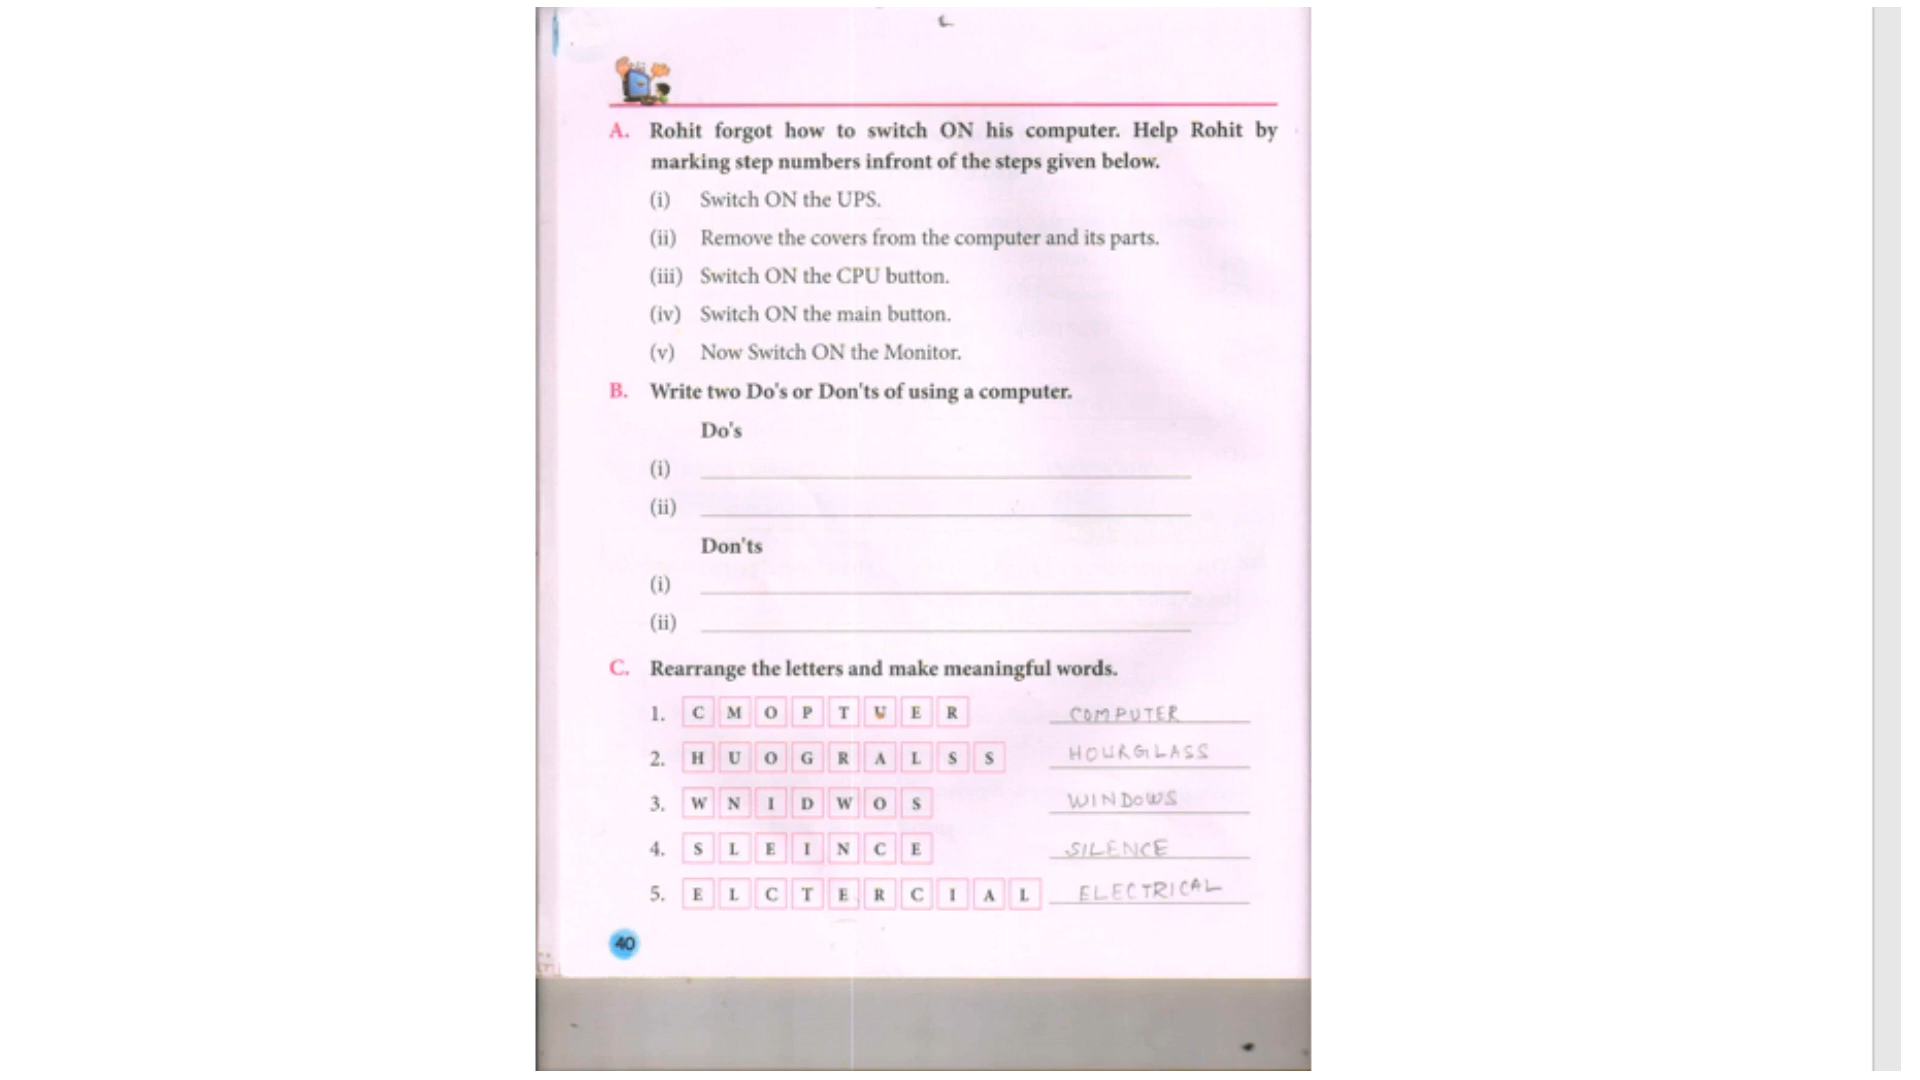 A. Rohit forgot how to switch ON his computer. Help Rohit by
marking step numbers infront of the steps given below.
(i) Switch ON the UPS.
(ii) Remove the covers from the computer and its parts.
(iii) Switch ON the CPU button.
(iv) Switch ON the main button.
(v) Now Switch ON the Monitor.
B. Write two Do's or Don'ts of using a computer.
Do's
(i)
(ii)
Don'ts
(i)
(ii)
C. Rearrange the letters and make meaningful words.
1. C M O P T U E R COMPUTER
2. H U O G R A L S S HOURGLASS
3. W N I D W O S WINDOWS
4. S L E I N C E SILENCE
5. E L C T E R C I A L ELECTRICAL
40